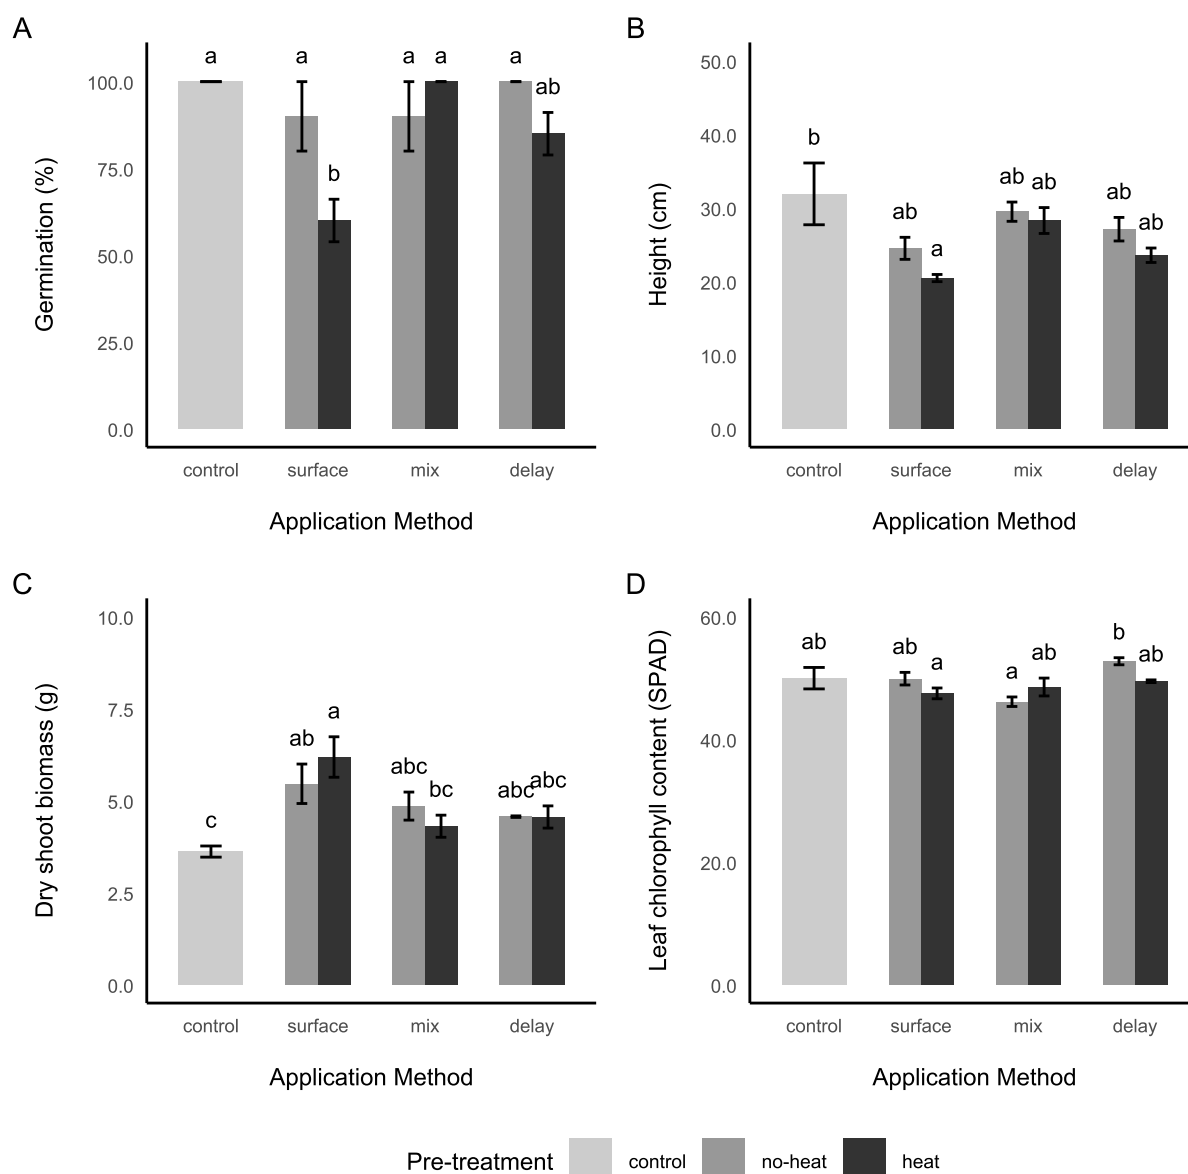 A
a a a a a
100.0
ab
75.0
b
50.0
25.0
0.0
Germination (%)
control surface mix delay
Application Method
B
50.0
40.0
b
ab ab ab
30.0
ab a ab
20.0
10.0
0.0
Height (cm)
control surface mix delay
Application Method
C
10.0
7.5
a
ab abc
abc abc
bc
5.0
c
2.5
0.0
Dry shoot biomass (g)
control surface mix delay
Application Method
D
60.0
ab ab a a ab b ab
40.0
20.0
0.0
Leaf chlorophyll content (SPAD)
control surface mix delay
Application Method
Pre-treatment control no-heat heat